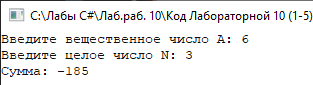 C:\Лабы C#\Лаб.раб. 10\Код Лабораторной 10 (1-5)
Введите вещественное число A: 6
Введите целое число N: 3
Сумма: -185